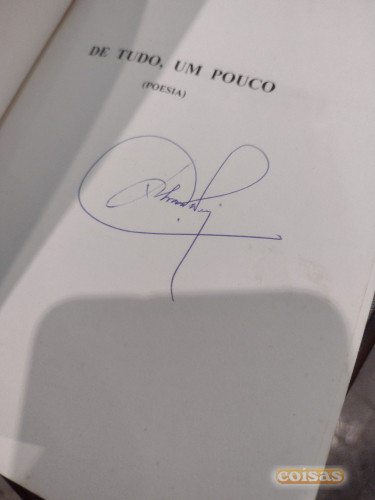 DE TUDO, UM POUCO
(POESIA)
coisas